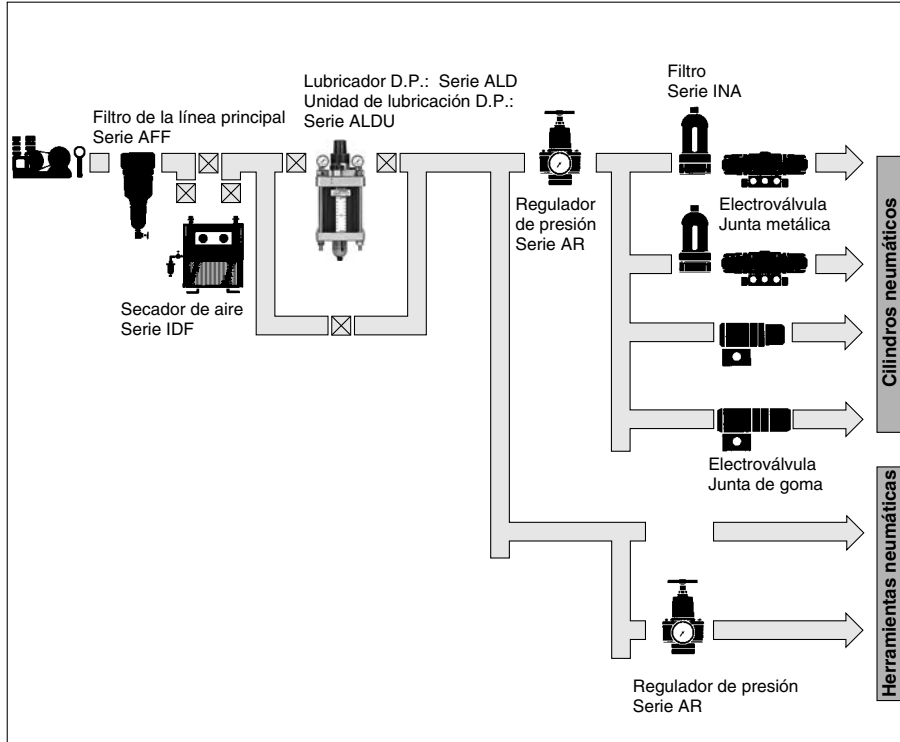 Lubricador D.P.: Serie ALD
Unidad de lubricación D.P.:
Serie ALDU
Filtro
Serie INA
Filtro de la línea principal
Serie AFF
Regulador
de presión
Serie AR
Electroválvula
Junta metálica
Secador de aire
Serie IDF
Cilindros neumáticos
Electroválvula
Junta de goma
Herramientas neumáticas
Regulador de presión
Serie AR